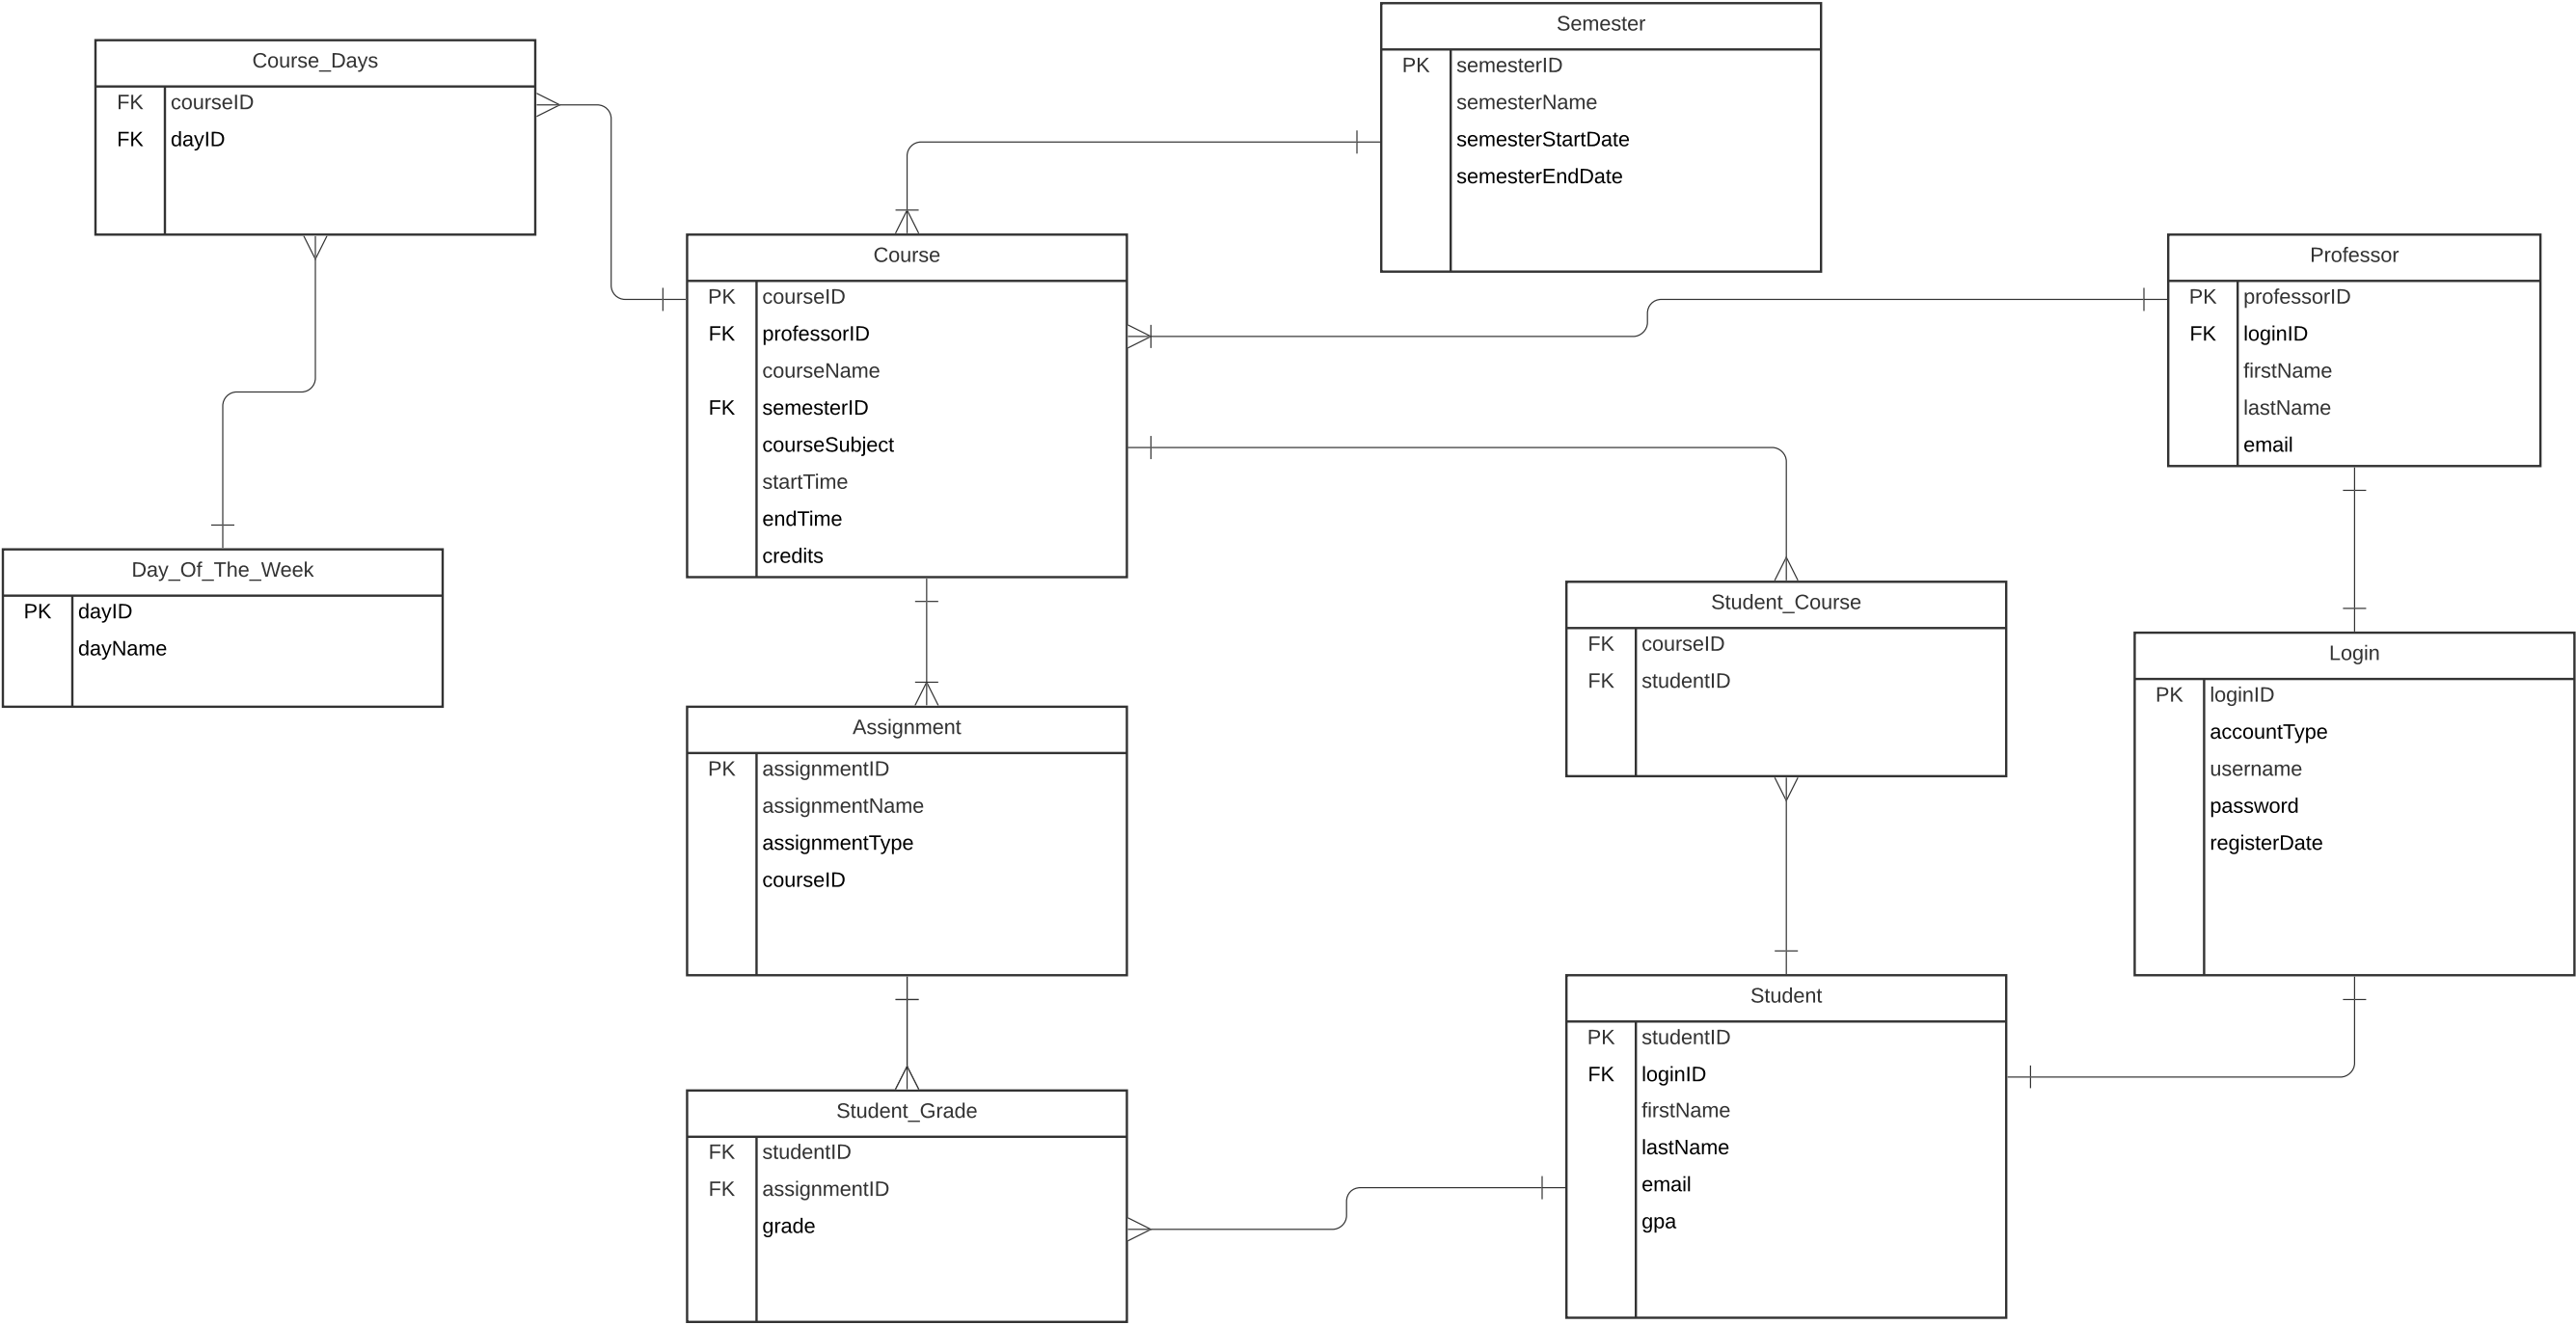 Semester
PK semesterID
semesterName
semesterStartDate
semesterEndDate
Course_Days
FK courseID
FK dayID
Course
PK courseID
FK professorID
courseName
FK semesterID
courseSubject
startTime
endTime
credits
Professor
PK professorID
FK loginID
firstName
lastName
email
Day_Of_The_Week
PK dayID
dayName
Student_Course
FK courseID
FK studentID
Login
PK loginID
accountType
username
password
registerDate
Assignment
PK assignmentID
assignmentName
assignmentType
courseID
Student
PK studentID
FK loginID
firstName
lastName
email
gpa
Student_Grade
FK studentID
FK assignmentID
grade